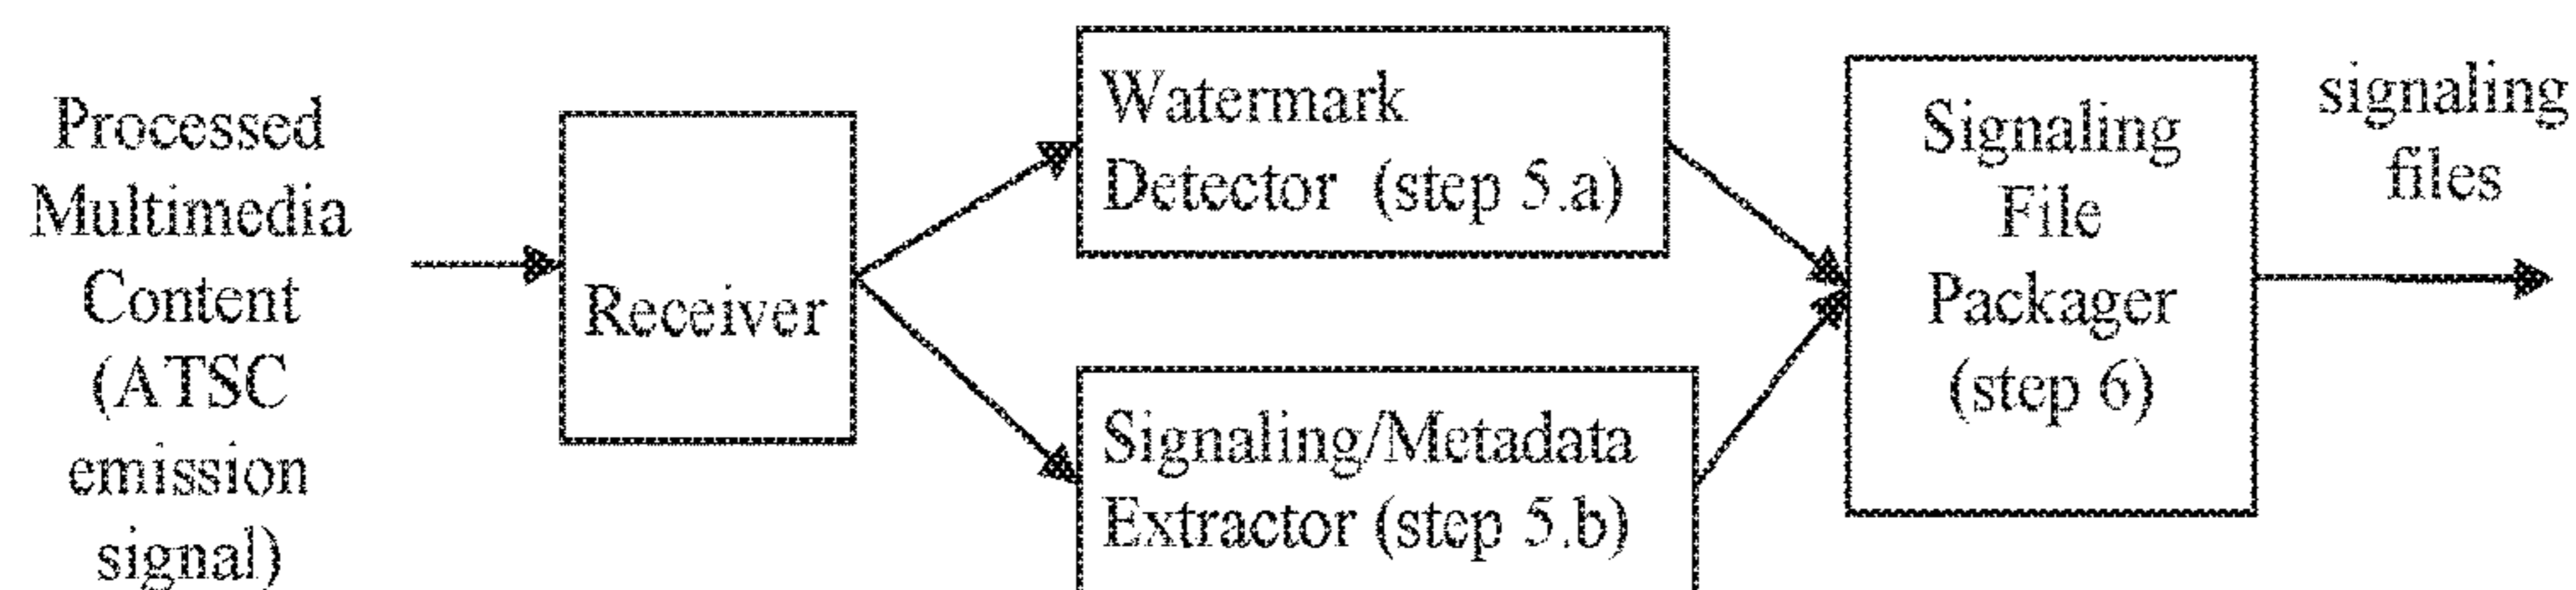 Processed
Multimedia
Content
(ATSC
emission
signal)
Receiver
Watermark
Detector (step 5.a)
Signaling/Metadata
Extractor (step 5.b)
Signaling
File
Packager
(step 6)
signaling
files